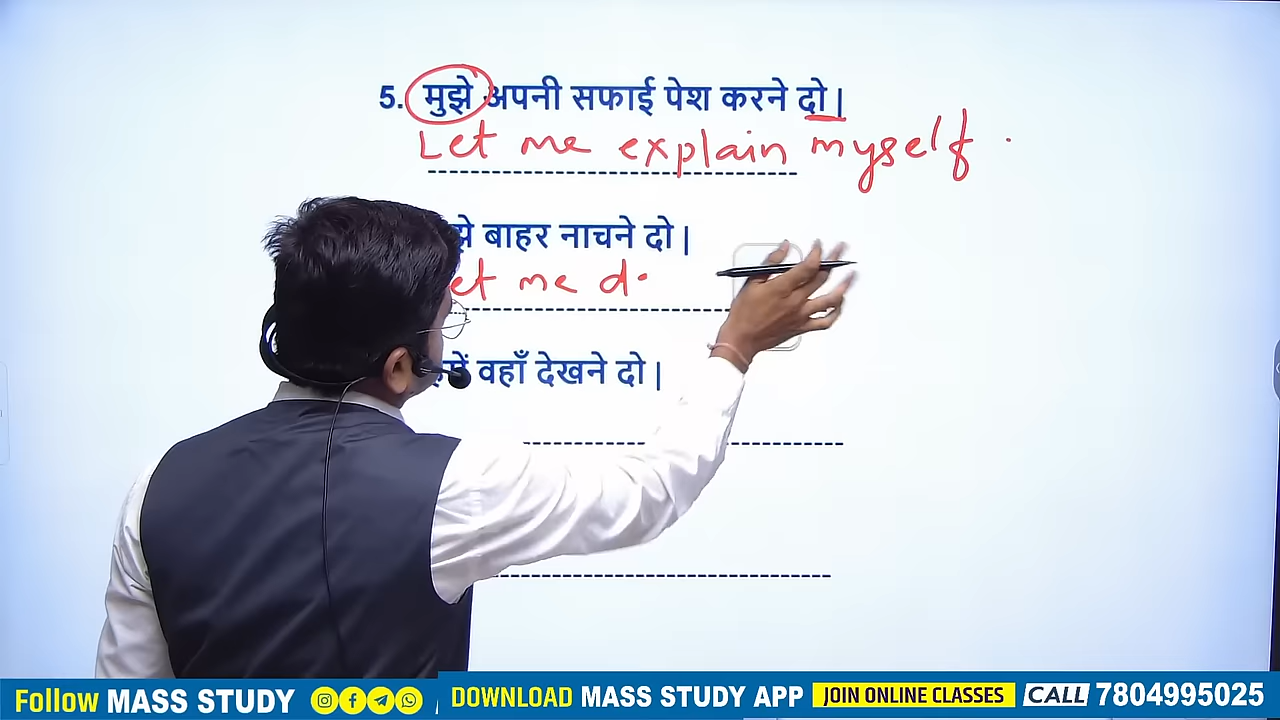 5. मुझे अपनी सफाई पेश करने दो |
Let me explain myself.
बाहर नाचने दो |
me d
वहाँ देखने दो |
Follow MASS STUDY
DOWNLOAD MASS STUDY APP
JOIN ONLINE CLASSES
CALL 7804995025